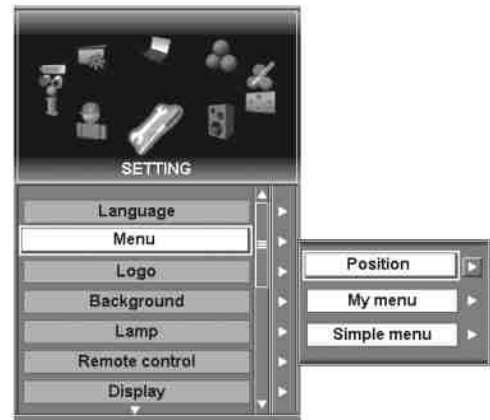 SETTING
Language
Menu
Logo
Background
Lamp
Remote control
Display
Position
My menu
Simple menu